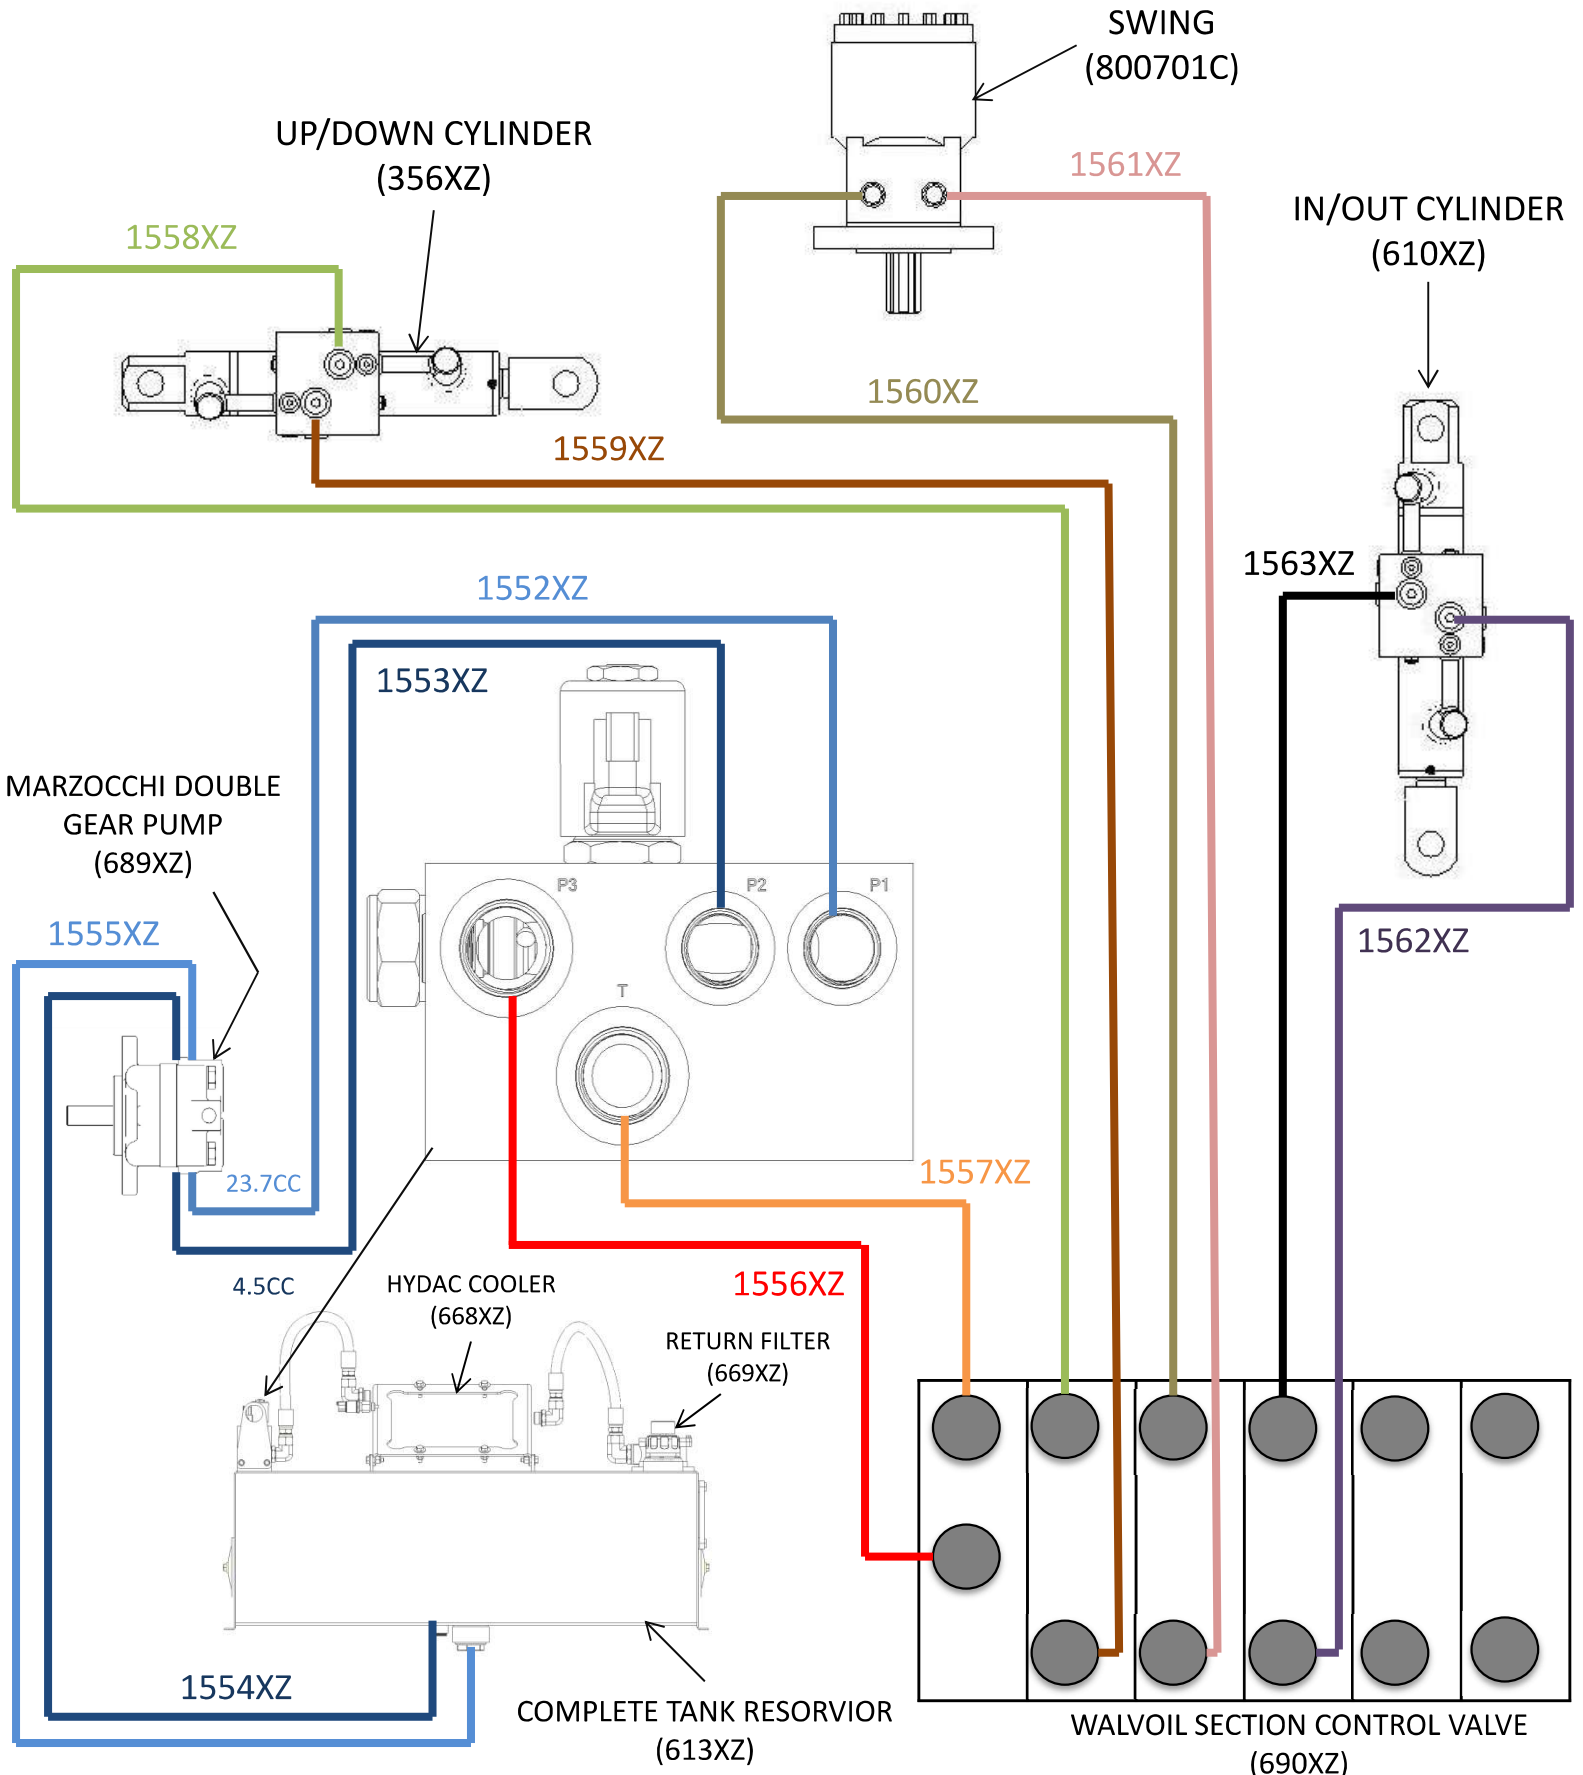 SWING
(800701C)
UP/DOWN CYLINDER
(356XZ)
1561XZ
IN/OUT CYLINDER
(610XZ)
1558XZ
1560XZ
1559XZ
1563XZ
1552XZ
1553XZ
MARZOCCHI DOUBLE
GEAR PUMP
(689XZ)
P3
P2
P1
1555XZ
1562XZ
T
23.7CC
1557XZ
4.5CC
HYDAC COOLER
(668XZ)
1556XZ
RETURN FILTER
(669XZ)
1554XZ
COMPLETE TANK RESORVIOR
(613XZ)
WALVOIL SECTION CONTROL VALVE
(690XZ)